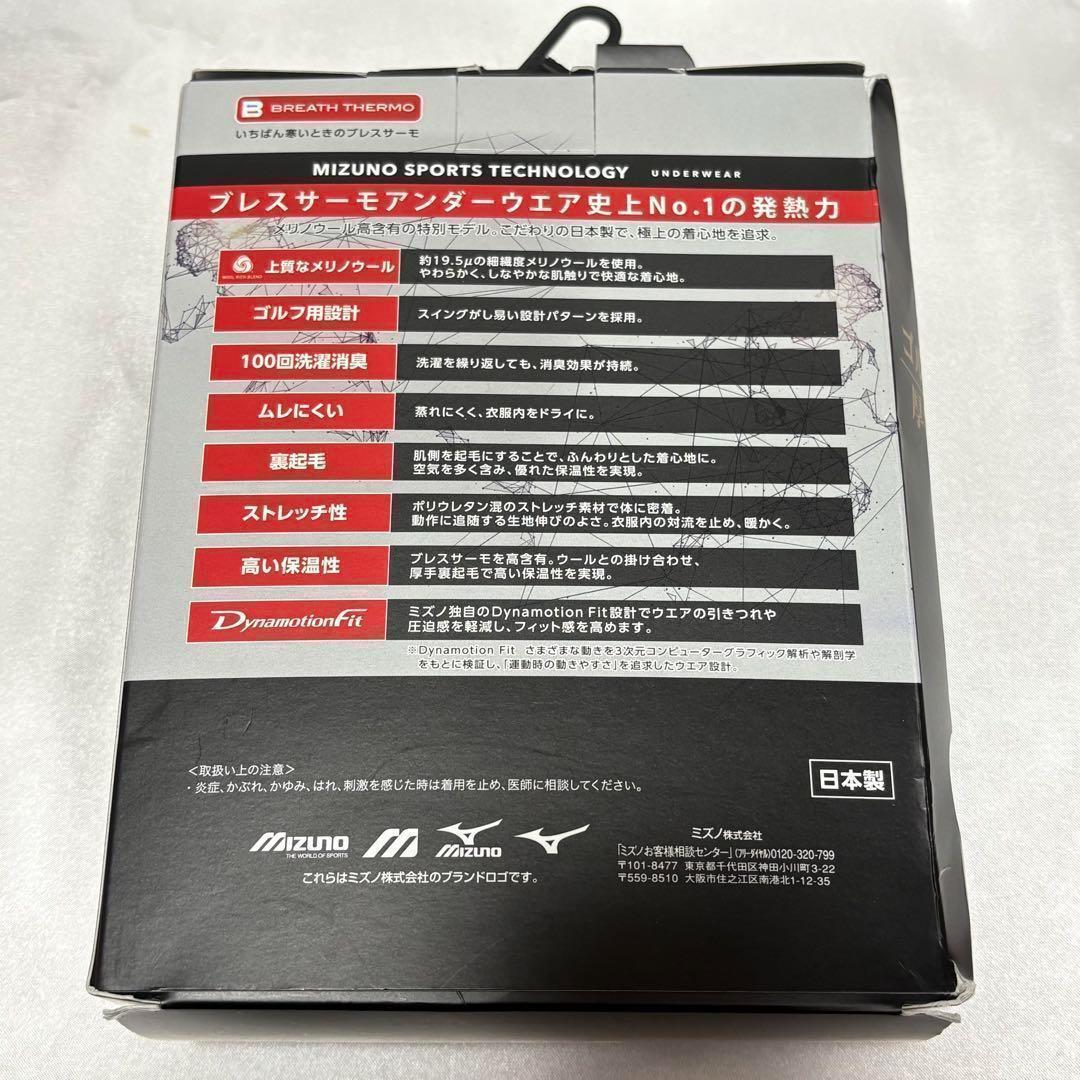 B BREATH THERMO
いちばん寒いときのブレスサーモ
MIZUNO SPORTS TECHNOLOGY UNDERWEAR
ブレスサーモアンダーウエア史上No.1の発熱力
メリノウール高含有の特別モデル。こだわりの日本製で、極上の着心地を追求。
WOOL RICH BLEND
上質なメリノウール
約19.5μの細繊度メリノウールを使用。
やわらかく、しなやかな肌触りで快適な着心地。
ゴルフ用設計
スイングがし易い設計パターンを採用。
100回洗濯消臭
洗濯を繰り返しても、消臭効果が持続。
ムレにくい
蒸れにくく、衣服内をドライに。
裏起毛
肌側を起毛にすることで、ふんわりとした着心地に。
空気を多く含み、優れた保温性を実現。
ストレッチ性
ポリウレタン混のストレッチ素材で体に密着。
動作に追随する生地伸びのよさ。衣服内の対流を止め、暖かく。
高い保温性
ブレスサーモを高含有。ウールとの掛け合わせ、
厚手裏起毛で高い保温性を実現。
DynamotionFit
ミズノ独自のDynamotion Fit設計でウエアの引きつれや
圧迫感を軽減し、フィット感を高めます。
※Dynamotion Fit さまざまな動きを3次元コンピューターグラフィック解析や解剖学
をもとに検証し、「運動時の動きやすさ」を追求したウエア設計。
<取扱い上の注意>
・炎症、かぶれ、かゆみ、はれ、刺激を感じた時は着用を止め、医師に相談してください。
日本製
MIZUNO
THE WORLD OF SPORTS
MIZUNO
これらはミズノ株式会社のブランドロゴです。
ミズノ株式会社
「ミズノお客様相談センター」(フリーダイヤル)0120-320-799
〒101-8477 東京都千代田区神田小川町3-22
〒559-8510 大阪市住之江区南港北1-12-35